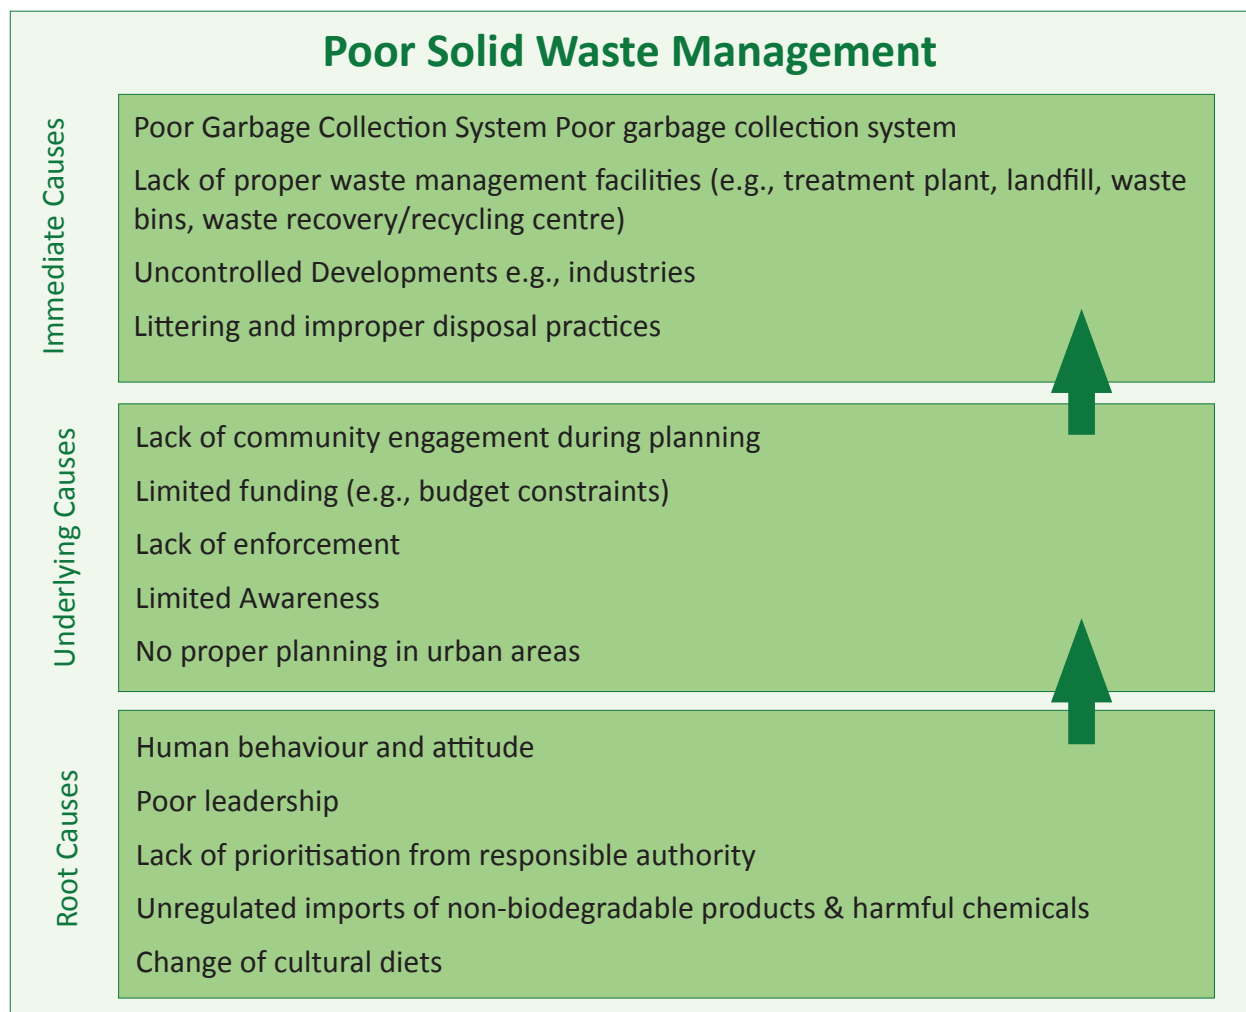 Poor Solid Waste Management
Immediate Causes
Poor Garbage Collection System Poor garbage collection system
Lack of proper waste management facilities (e.g., treatment plant, landfill, waste
bins, waste recovery/recycling centre)
Uncontrolled Developments e.g., industries
Littering and improper disposal practices
Underlying Causes
Lack of community engagement during planning
Limited funding (e.g., budget constraints)
Lack of enforcement
Limited Awareness
No proper planning in urban areas
Root Causes
Human behaviour and attitude
Poor leadership
Lack of prioritisation from responsible authority
Unregulated imports of non-biodegradable products & harmful chemicals
Change of cultural diets